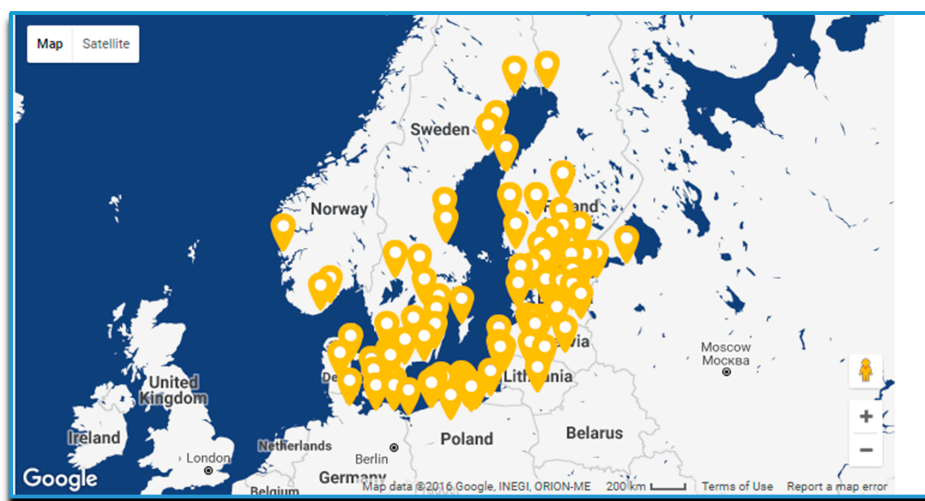 Map
Satellite
Sweden
Norway
Moscow
Москва
Lithuania
United
Kingdom
Ireland
London
Netherlands
Berlin
Poland
Belarus
Germany
Belgium
Google
Map data ©2016 Google, INEGI, ORION-ME
200 km
Terms of Use
Report a map error